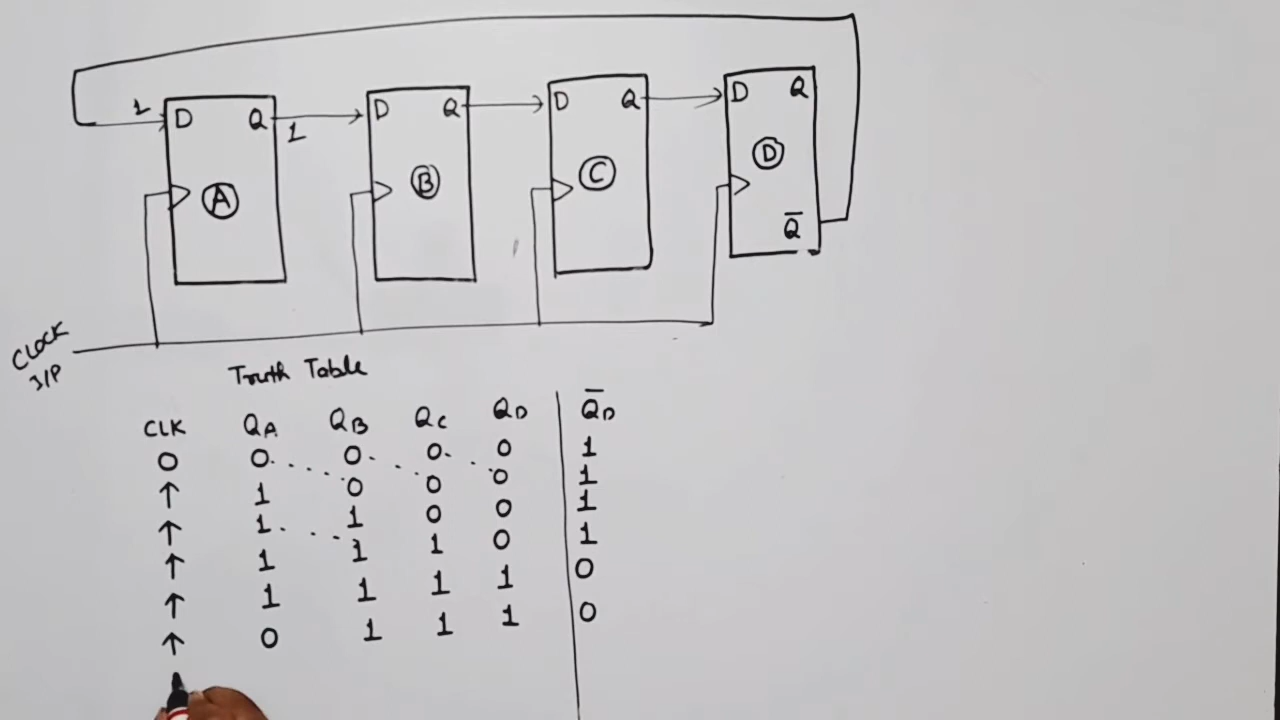 1 D Q 1 D Q D Q D Q
A B C D
Q̅
CLOCK
I/P
Truth Table
CLK QA QB QC QD Q̅D
0 0 0 0 0 1
↑ 1 0 0 0 1
↑ 1 1 0 0 1
↑ 1 1 1 0 1
↑ 1 1 1 1 0
↑ 0 1 1 1 0